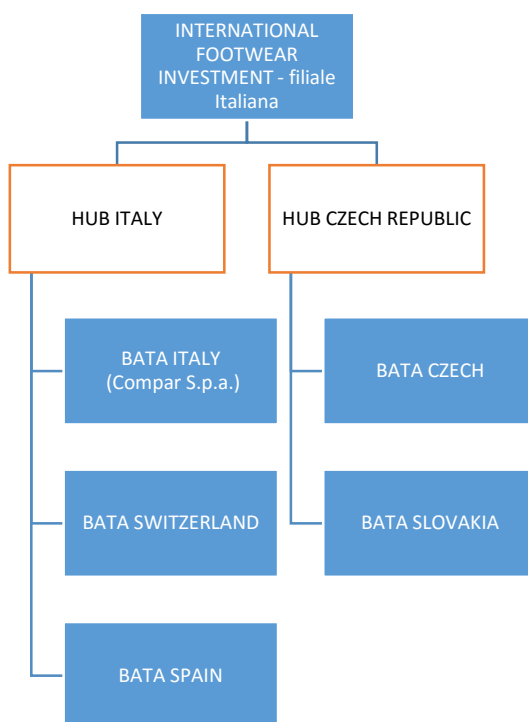 INTERNATIONAL
FOOTWEAR
INVESTMENT - filiale
Italiana
HUB ITALY
HUB CZECH REPUBLIC
BATA ITALY
(Compar S.p.a.)
BATA CZECH
BATA SWITZERLAND
BATA SLOVAKIA
BATA SPAIN